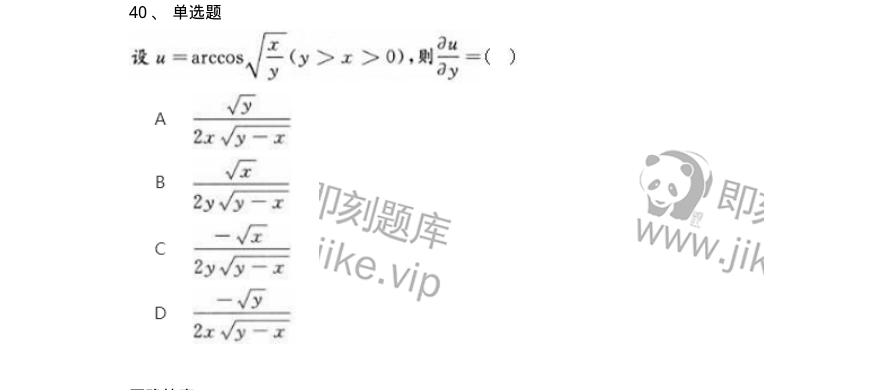 40 、 单选题
设 u = arccos√(x/y) (y > x > 0), 则 ∂u/∂y = ( )
A √y / (2x√(y − x))
B √x / (2y√(y − x))
C −√x / (2y√(y − x))
D −√y / (2x√(y − x))
即刻题库
jike.vip
即刻
www.jik